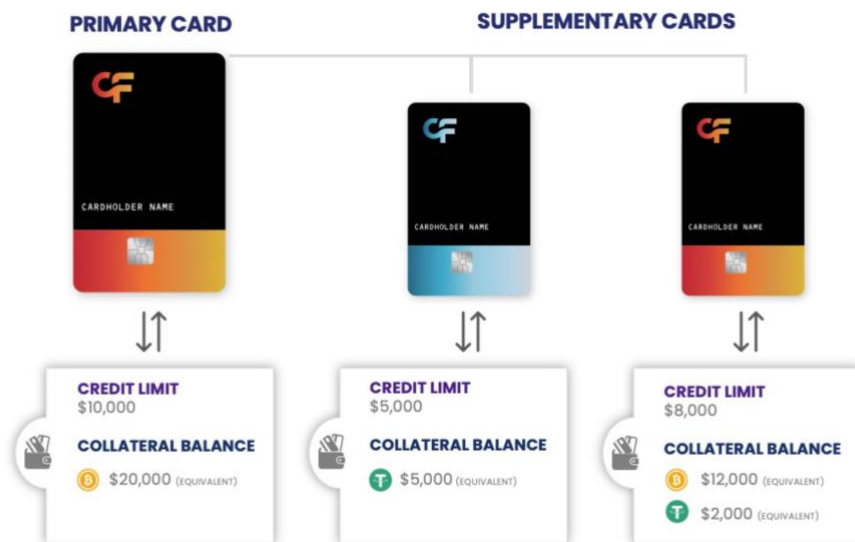 PRIMARY CARD
SUPPLEMENTARY CARDS
CF
CARDHOLDER NAME
CF
CARDHOLDER NAME
CF
CARDHOLDER NAME
CREDIT LIMIT
$10,000
COLLATERAL BALANCE
$20,000 (EQUIVALENT)
CREDIT LIMIT
$5,000
COLLATERAL BALANCE
$5,000 (EQUIVALENT)
CREDIT LIMIT
$8,000
COLLATERAL BALANCE
$12,000 (EQUIVALENT)
$2,000 (EQUIVALENT)